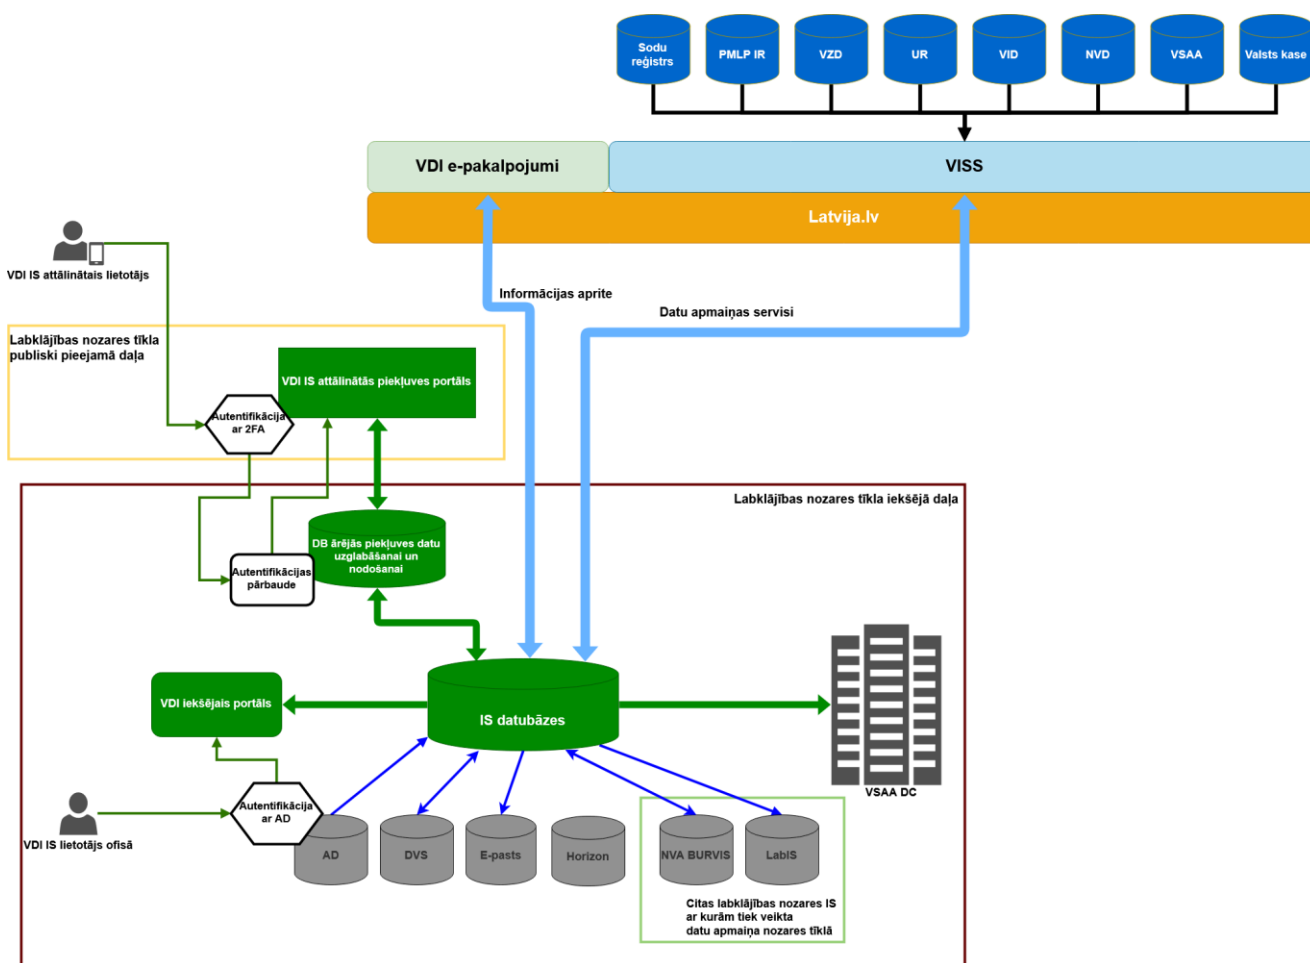 Sodu
reģistrs
PMLP IR
VZD
UR
VID
NVD
VSAA
Valsts kase
VDI e-pakalpojumi
VISS
Latvija.lv
VDI IS attālinātais lietotājs
Informācijas aprite
Datu apmaiņas servisi
Labklājības nozares tīkla
publiski pieejamā daļa
VDI IS attālinātās piekļuves portāls
Autentifikācija
ar 2FA
Labklājības nozares tīkla iekšējā daļa
DB ārējās piekļuves datu
uzglabāšanai un
nodošanai
Autentifikācijas
pārbaude
VDI iekšējais portāls
IS datubāzes
VSAA DC
Autentifikācija
ar AD
VDI IS lietotājs ofisā
AD
DVS
E-pasts
Horizon
NVA BURVIS
LabIS
Citas labklājības nozares IS
ar kurām tiek veikta
datu apmaiņa nozares tīklā